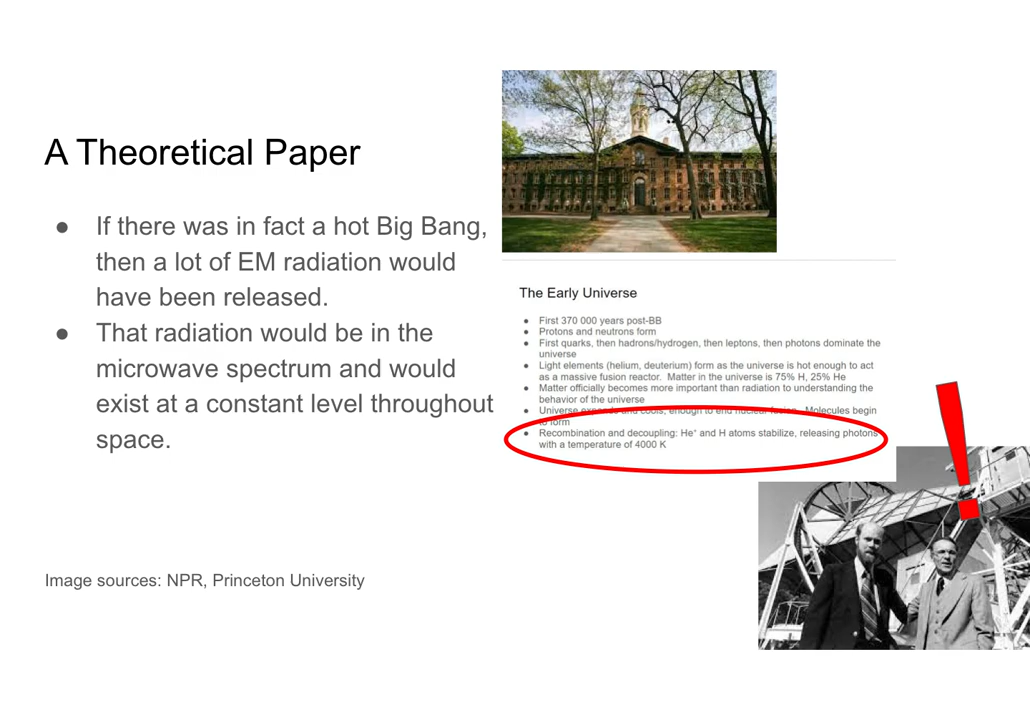 A Theoretical Paper
● If there was in fact a hot Big Bang,
then a lot of EM radiation would
have been released.
● That radiation would be in the
microwave spectrum and would
exist at a constant level throughout
space.
Image sources: NPR, Princeton University
The Early Universe
● First 370 000 years post-BB
● Protons and neutrons form
● First quarks, then hadrons/hydrogen, then leptons, then photons dominate the
universe
● Light elements (helium, deuterium) form as the universe is hot enough to act
as a massive fusion reactor. Matter in the universe is 75% H, 25% He
● Matter officially becomes more important than radiation to understanding the
behavior of the universe
● Universe expands and cools, enough to end nuclear fusion. Molecules begin
to form
● Recombination and decoupling: He⁺ and H atoms stabilize, releasing photons
with a temperature of 4000 K